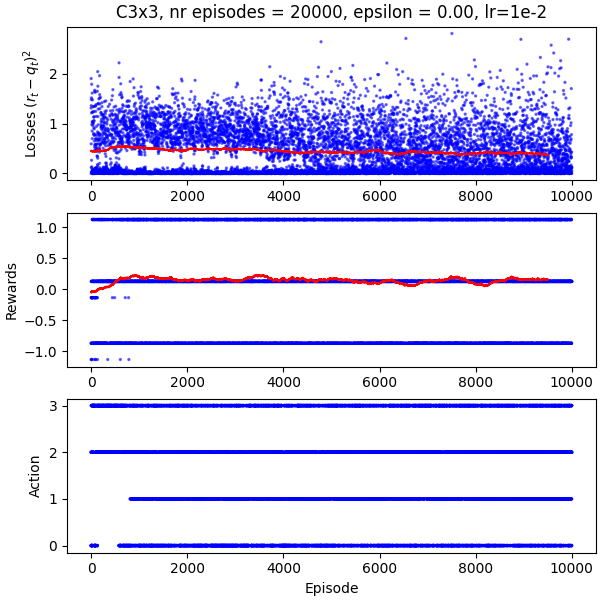 C3x3, nr episodes = 20000, epsilon = 0.00, lr=1e-2
Losses $(r_t - q_t)^2$
2
1
0
0 2000 4000 6000 8000 10000
Rewards
1.0
0.5
0.0
−0.5
−1.0
0 2000 4000 6000 8000 10000
Action
3
2
1
0
0 2000 4000 6000 8000 10000
Episode